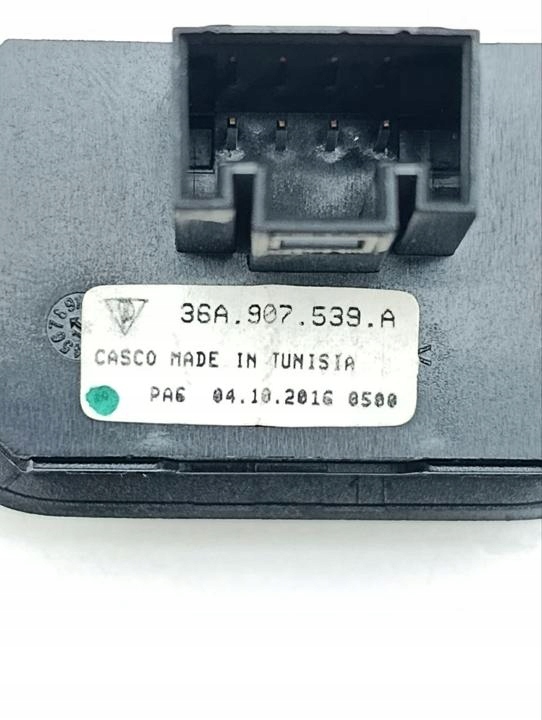 36A.907.539.A
CASCO MADE IN TUNISIA
PA6 04.10.2016 0500